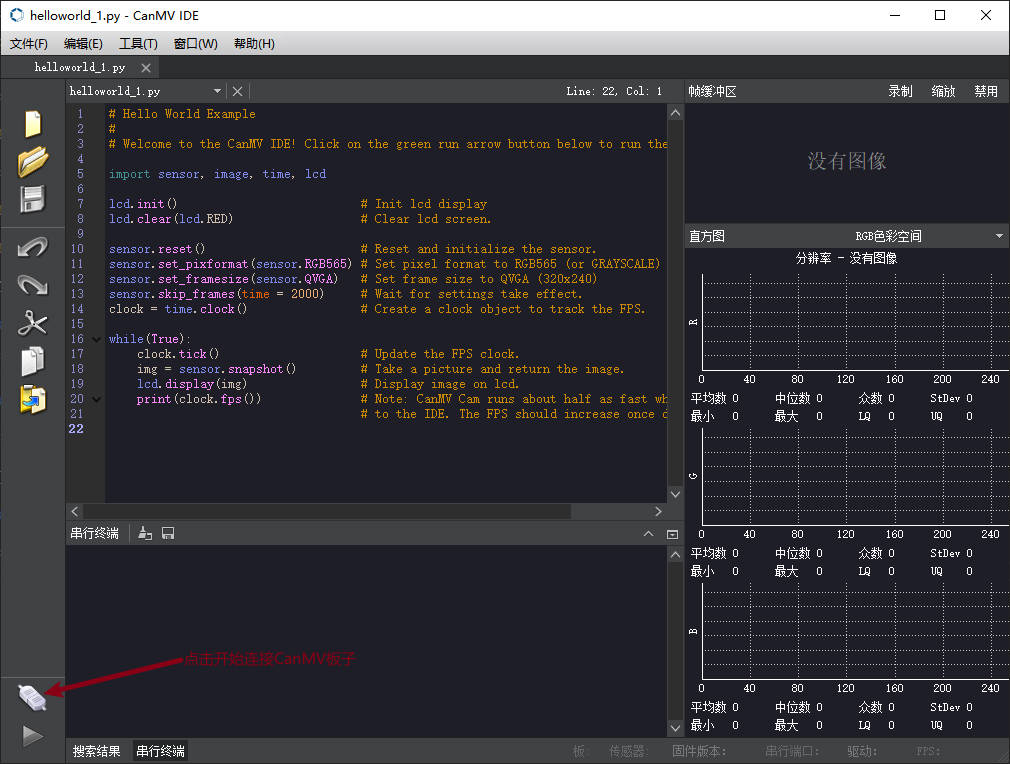 helloworld_1.py - CanMV IDE
文件(F) 编辑(E) 工具(T) 窗口(W) 帮助(H)
helloworld_1.py
helloworld_1.py Line: 22, Col: 1
1 # Hello World Example
2 #
3 # Welcome to the CanMV IDE! Click on the green run arrow button below to run the
4
5 import sensor, image, time, lcd
6
7 lcd.init() # Init lcd display
8 lcd.clear(lcd.RED) # Clear lcd screen.
9
10 sensor.reset() # Reset and initialize the sensor.
11 sensor.set_pixformat(sensor.RGB565) # Set pixel format to RGB565 (or GRAYSCALE)
12 sensor.set_framesize(sensor.QVGA) # Set frame size to QVGA (320x240)
13 sensor.skip_frames(time = 2000) # Wait for settings take effect.
14 clock = time.clock() # Create a clock object to track the FPS.
15
16 while(True):
17 clock.tick() # Update the FPS clock.
18 img = sensor.snapshot() # Take a picture and return the image.
19 lcd.display(img) # Display image on lcd.
20 print(clock.fps()) # Note: CanMV Cam runs about half as fast wh
21 # to the IDE. The FPS should increase once d
22
串行终端
点击开始连接CanMV板子
搜索结果 串行终端
帧缓冲区 录制 缩放 禁用
没有图像
直方图 RGB色彩空间
分辨率 - 没有图像
R
0 40 80 120 160 200 240
平均数 0 中位数 0 众数 0 StDev 0
最小 0 最大 0 LQ 0 UQ 0
G
0 40 80 120 160 200 240
平均数 0 中位数 0 众数 0 StDev 0
最小 0 最大 0 LQ 0 UQ 0
B
0 40 80 120 160 200 240
平均数 0 中位数 0 众数 0 StDev 0
最小 0 最大 0 LQ 0 UQ 0
板: 传感器: 固件版本: 串行端口: 驱动: FPS: